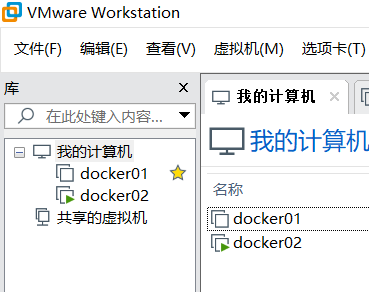 VMware Workstation
文件(F) 编辑(E) 查看(V) 虚拟机(M) 选项卡(T)
库
在此处键入内容...
我的计算机
docker01
docker02
共享的虚拟机
我的计算机
我的计算机
名称
docker01
docker02